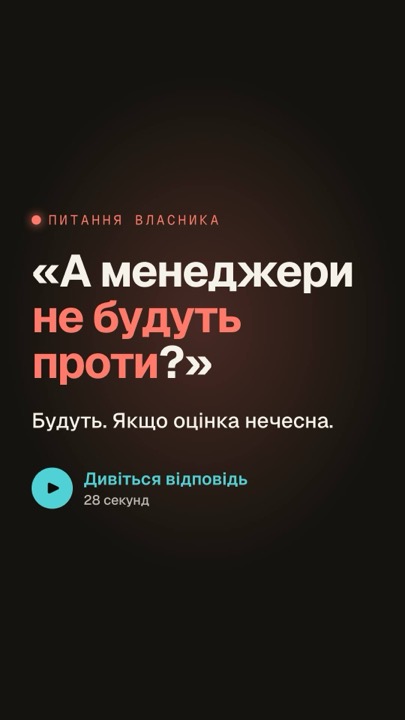 ПИТАННЯ ВЛАСНИКА
«А менеджери
не будуть
проти?»
Будуть. Якщо оцінка нечесна.
Дивіться відповідь
28 секунд